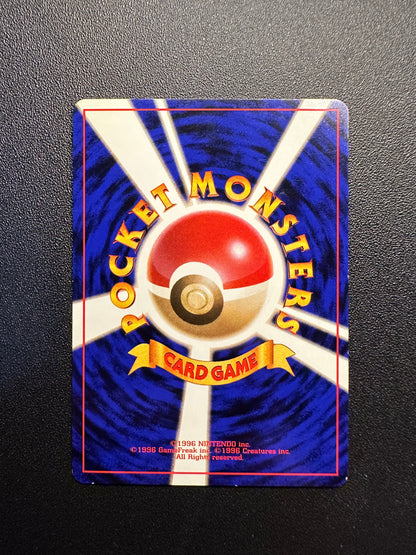 POCKET MONSTERS
CARD GAME
©1996 NINTENDO inc.
©1996 GameFreak inc. ©1996 Creatures inc.
All Rights reserved.